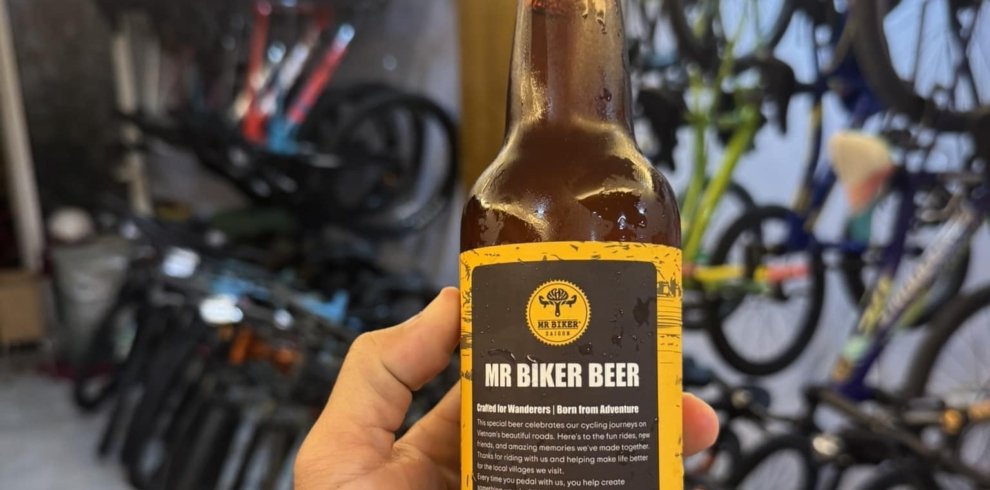 MR BIKER
SAIGON
MR BIKER BEER
Crafted for Wanderers | Born from Adventure
This special beer celebrates our cycling journeys on
Vietnam's beautiful roads. Here's to the fun rides, new
friends, and amazing memories we've made together.
Thanks for riding with us and helping make life better
for the local villages we visit.
Every time you pedal with us, you help create